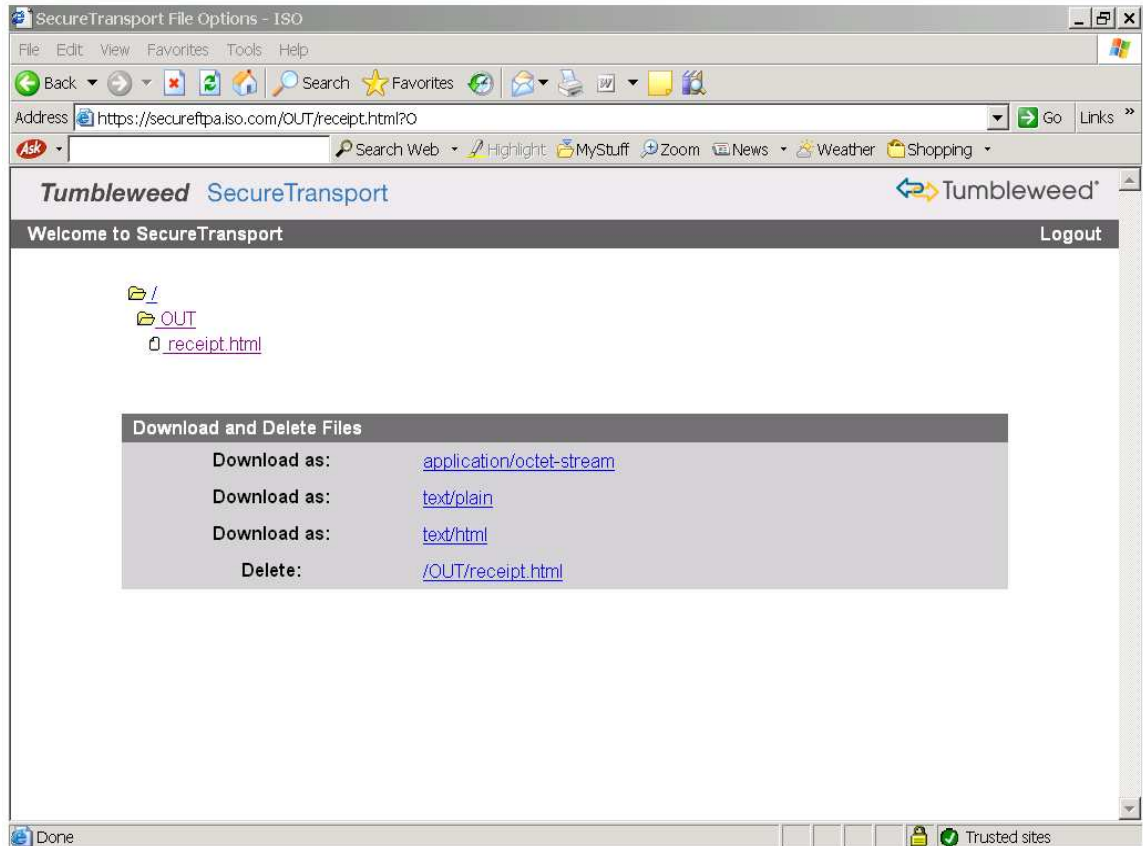 SecureTransport File Options - ISO
File Edit View Favorites Tools Help
Back Search Favorites
Address https://secureftpa.iso.com/OUT/receipt.html?O Go Links »
Ask Search Web Highlight MyStuff Zoom News Weather Shopping
Tumbleweed SecureTransport Tumbleweed
Welcome to SecureTransport Logout
/
OUT
receipt.html
Download and Delete Files
Download as: application/octet-stream
Download as: text/plain
Download as: text/html
Delete: /OUT/receipt.html
Done Trusted sites